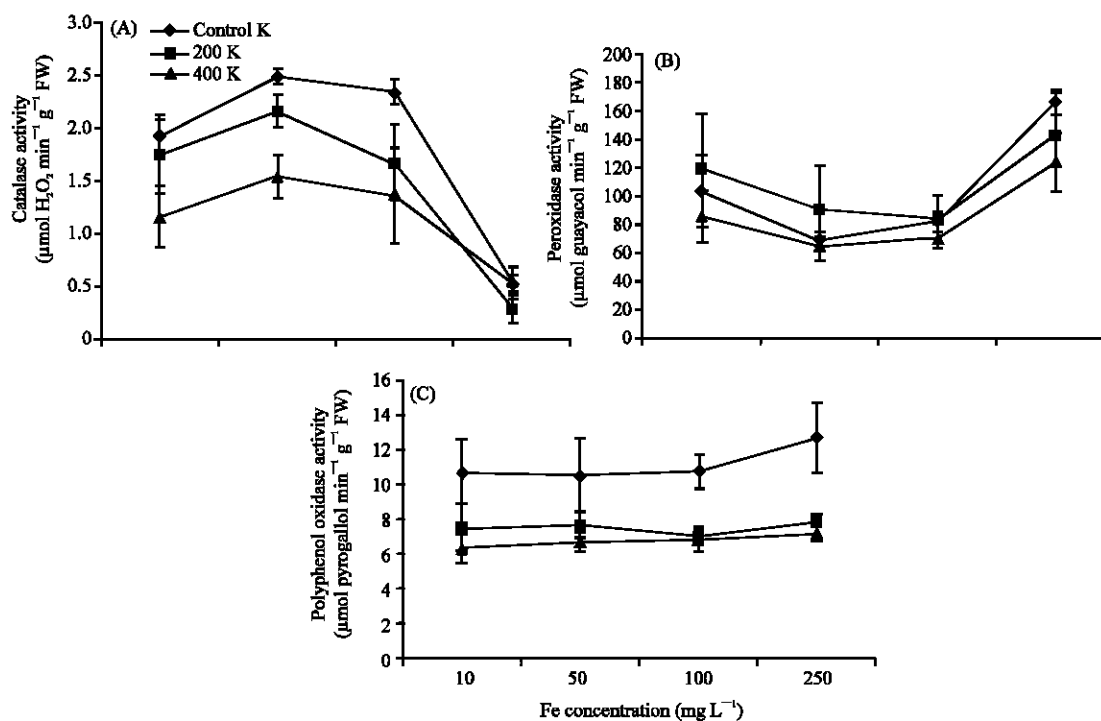 (A)
Control K
200 K
400 K
Catalase activity
(μmol H₂O₂ min⁻¹ g⁻¹ FW)
3.0
2.5
2.0
1.5
1.0
0.5
0
(B)
Peroxidase activity
(μmol guayacol min⁻¹ g⁻¹ FW)
200
180
160
140
120
100
80
60
40
20
0
(C)
Polyphenol oxidase activity
(μmol pyrogallol min⁻¹ g⁻¹ FW)
16
14
12
10
8
6
4
2
0
10 50 100 250
Fe concentration (mg L⁻¹)